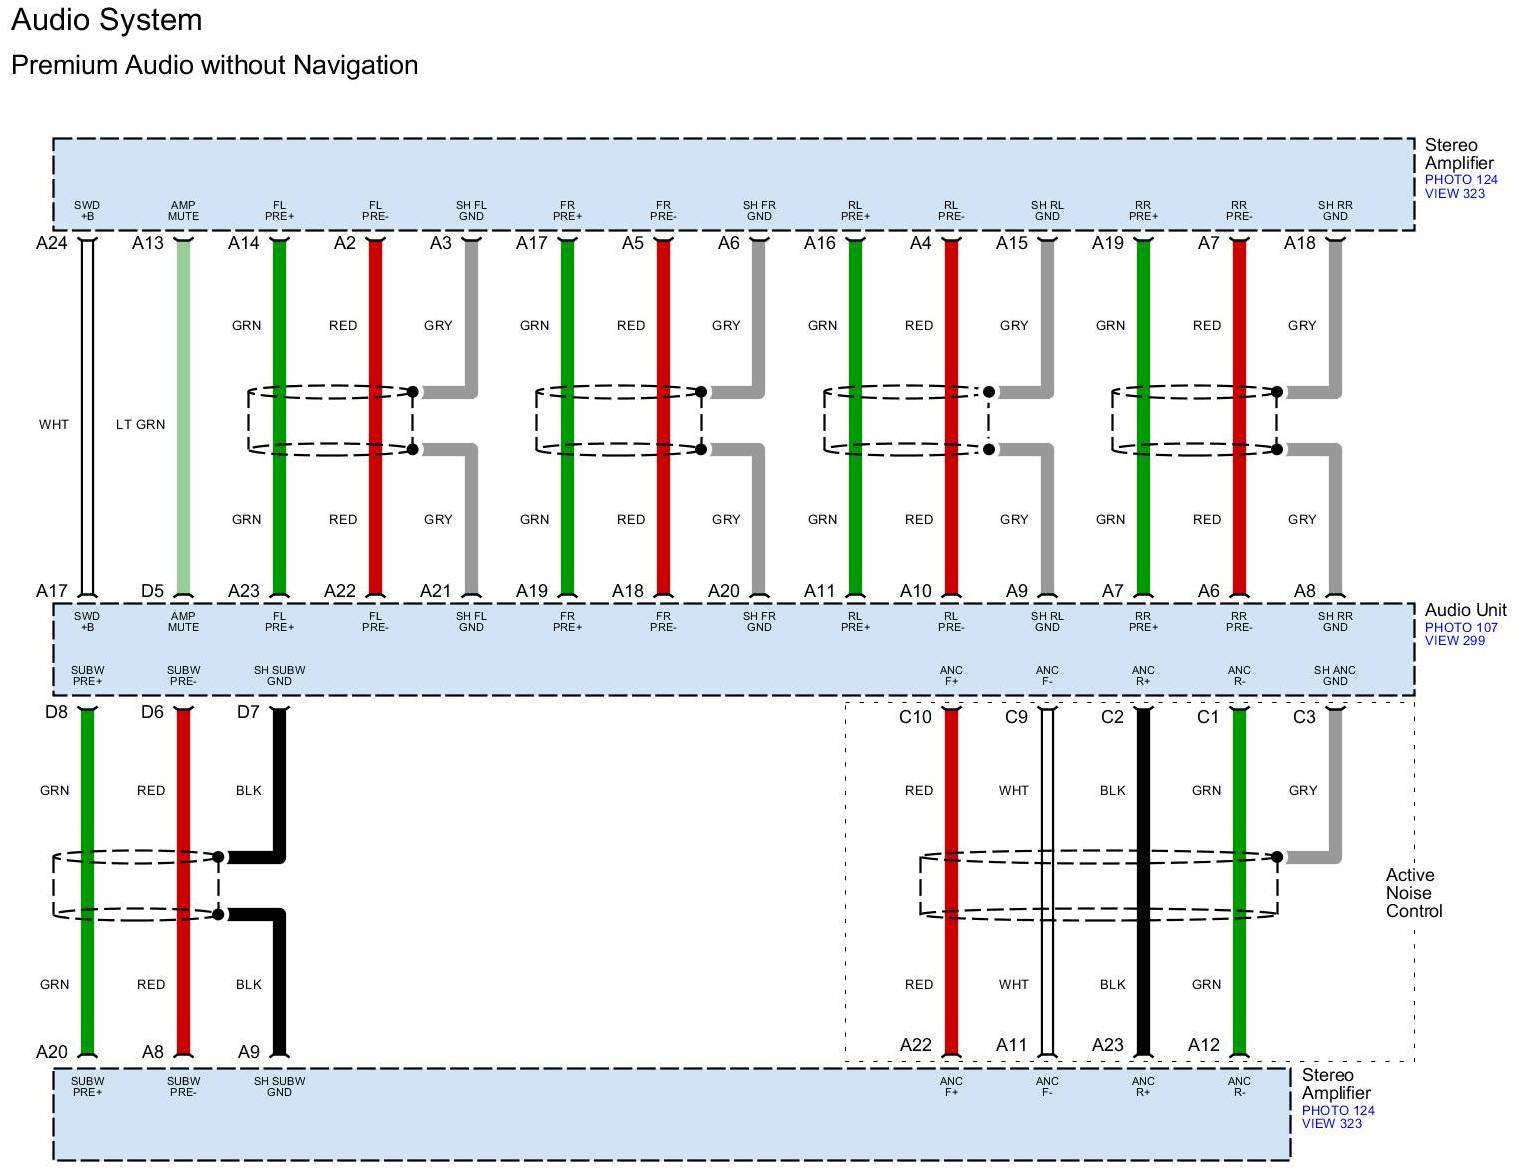 Audio System
Premium Audio without Navigation
Stereo
Amplifier
PHOTO 124
VIEW 323
SWD AMP FL FL SH FL FR FR SH FR RL RL SH RL RR RR SH RR
+B MUTE PRE+ PRE- GND PRE+ PRE- GND PRE+ PRE- GND PRE+ PRE- GND
A24 A13 A14 A2 A3 A17 A5 A6 A16 A4 A15 A19 A7 A18
GRN RED GRY GRN RED GRY GRN RED GRY GRN RED GRY
WHT LT GRN
GRN RED GRY GRN RED GRY GRN RED GRY GRN RED GRY
A17 D5 A23 A22 A21 A19 A18 A20 A11 A10 A9 A7 A6 A8
Audio Unit
PHOTO 107
VIEW 299
SWD AMP FL FL SH FL FR FR SH FR RL RL SH RL RR RR SH RR
+B MUTE PRE+ PRE- GND PRE+ PRE- GND PRE+ PRE- GND PRE+ PRE- GND
SUBW SUBW SH SUBW ANC ANC ANC ANC SH ANC
PRE+ PRE- GND F+ F- R+ R- GND
D8 D6 D7 C10 C9 C2 C1 C3
GRN RED BLK RED WHT BLK GRN GRY
Active
Noise
Control
GRN RED BLK RED WHT BLK GRN
A20 A8 A9 A22 A11 A23 A12
SUBW SUBW SH SUBW ANC ANC ANC ANC
PRE+ PRE- GND F+ F- R+ R-
Stereo
Amplifier
PHOTO 124
VIEW 323